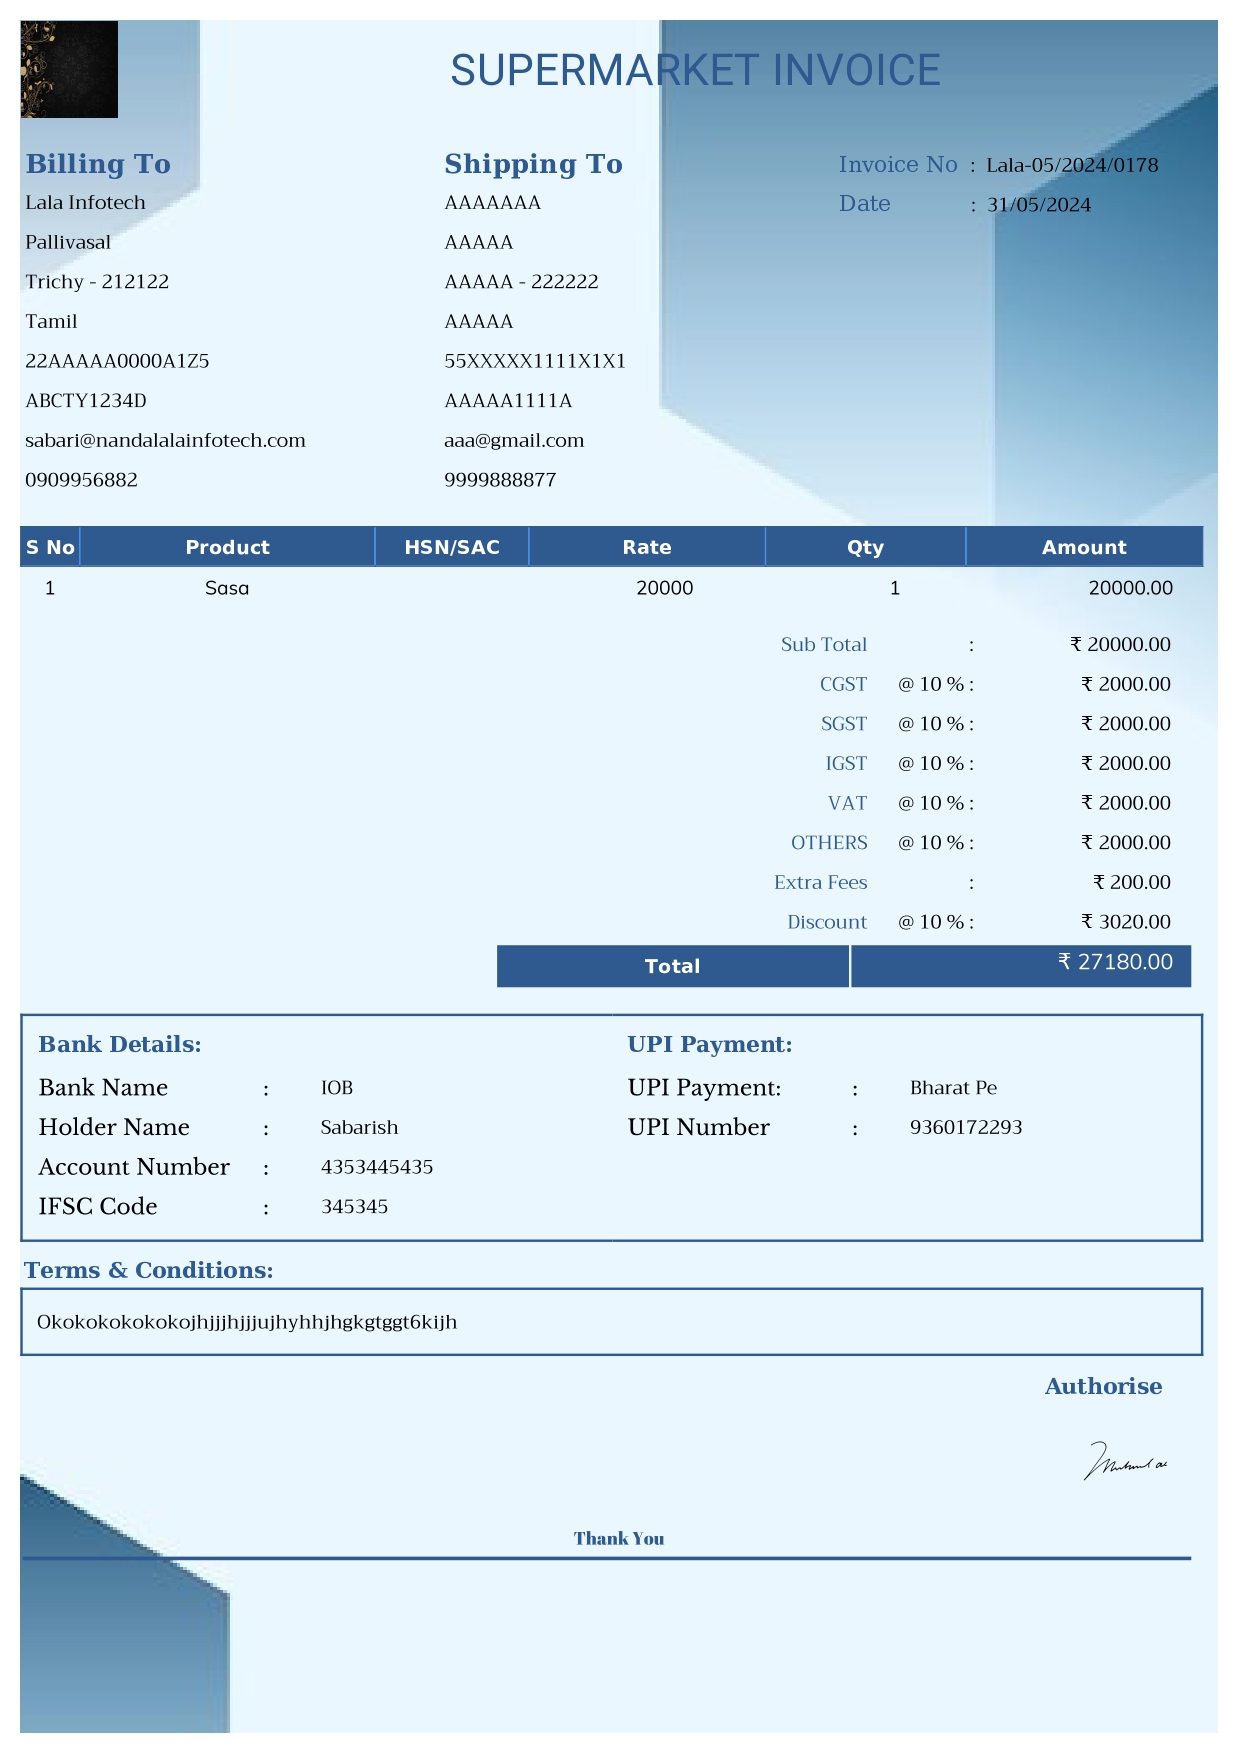 SUPERMARKET INVOICE
Billing To
Lala Infotech
Pallivasal
Trichy - 212122
Tamil
22AAAAA0000A1Z5
ABCTY1234D
sabari@nandalalainfotech.com
0909956882
Shipping To
AAAAAAA
AAAAA
AAAAA - 222222
AAAAA
55XXXXX1111X1X1
AAAAA1111A
aaa@gmail.com
9999888877
Invoice No : Lala-05/2024/0178
Date : 31/05/2024
S No Product HSN/SAC Rate Qty Amount
1 Sasa 20000 1 20000.00
Sub Total : ₹ 20000.00
CGST @ 10 % : ₹ 2000.00
SGST @ 10 % : ₹ 2000.00
IGST @ 10 % : ₹ 2000.00
VAT @ 10 % : ₹ 2000.00
OTHERS @ 10 % : ₹ 2000.00
Extra Fees : ₹ 200.00
Discount @ 10 % : ₹ 3020.00
Total ₹ 27180.00
Bank Details:
Bank Name : IOB
Holder Name : Sabarish
Account Number : 4353445435
IFSC Code : 345345
UPI Payment:
UPI Payment: : Bharat Pe
UPI Number : 9360172293
Terms & Conditions:
Okokokokokokojhjjjhjjjujhyhhjhgkgtggt6kijh
Authorise
Thank You